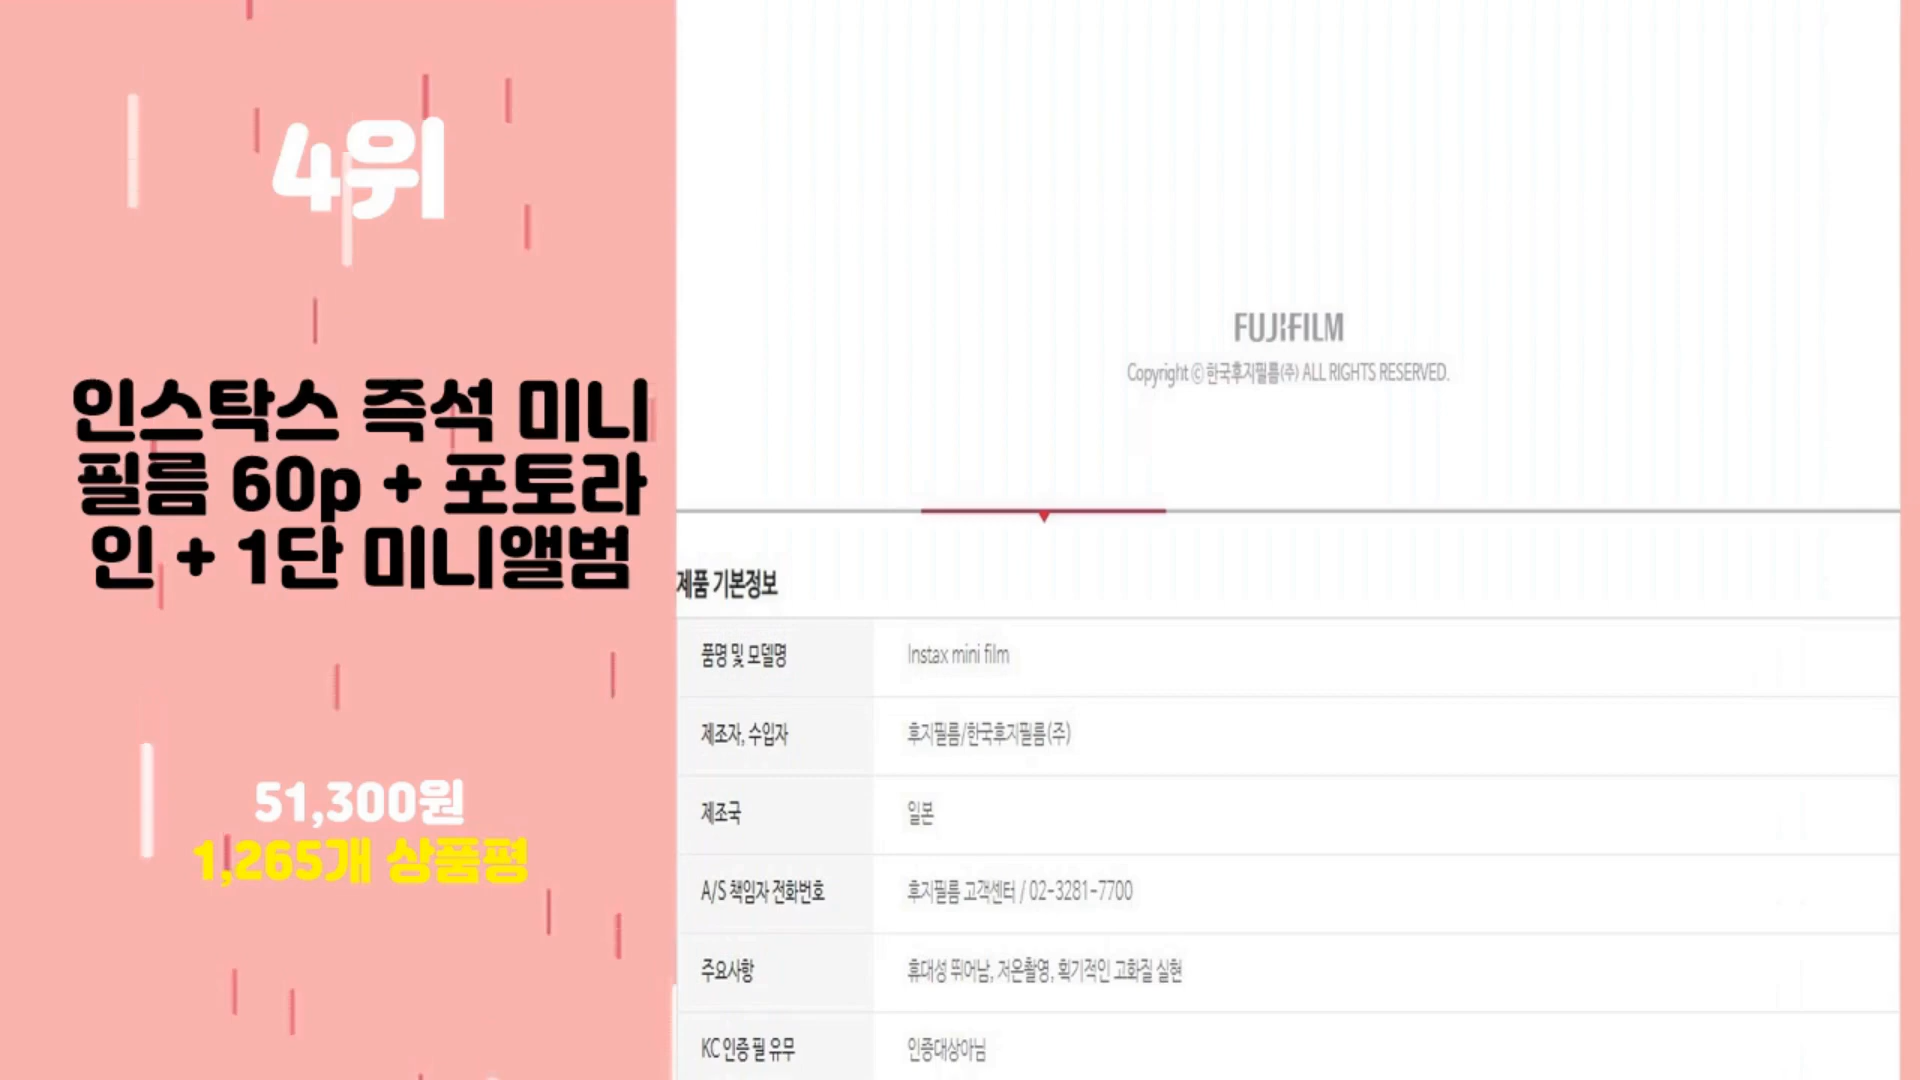 4위
인스탁스 즉석 미니
필름 60p + 포토라
인 + 1단 미니앨범
51,300원
1,265개 상품평
FUJIFILM
Copyright ⓒ 한국후지필름(주) ALL RIGHTS RESERVED.
제품 기본정보
품명 및 모델명 Instax mini film
제조자, 수입자 후지필름/한국후지필름(주)
제조국 일본
A/S 책임자 전화번호 후지필름 고객센터 / 02-3281-7700
주요사항 휴대성 뛰어남, 저온촬영, 획기적인 고화질 실현
KC 인증 필 유무 인증대상아님